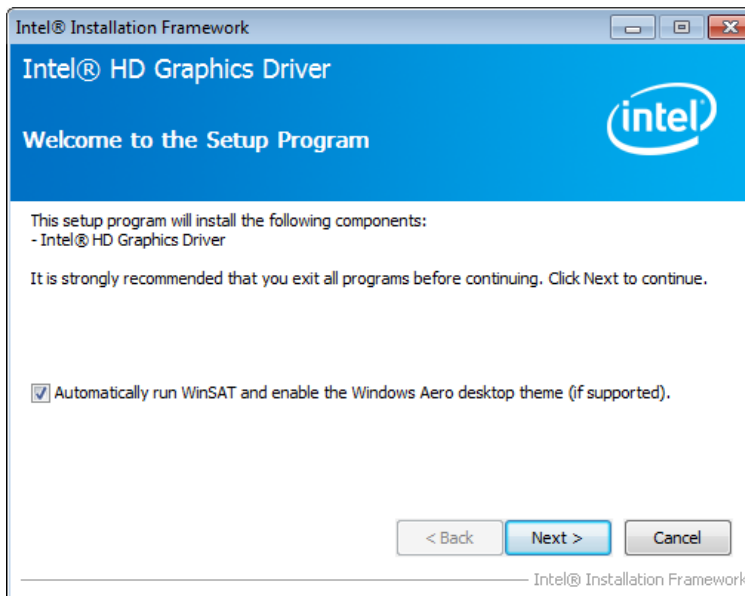 Intel® Installation Framework
Intel® HD Graphics Driver
intel®
Welcome to the Setup Program
This setup program will install the following components:
- Intel® HD Graphics Driver
It is strongly recommended that you exit all programs before continuing. Click Next to continue.
Automatically run WinSAT and enable the Windows Aero desktop theme (if supported).
< Back
Next >
Cancel
Intel® Installation Framework